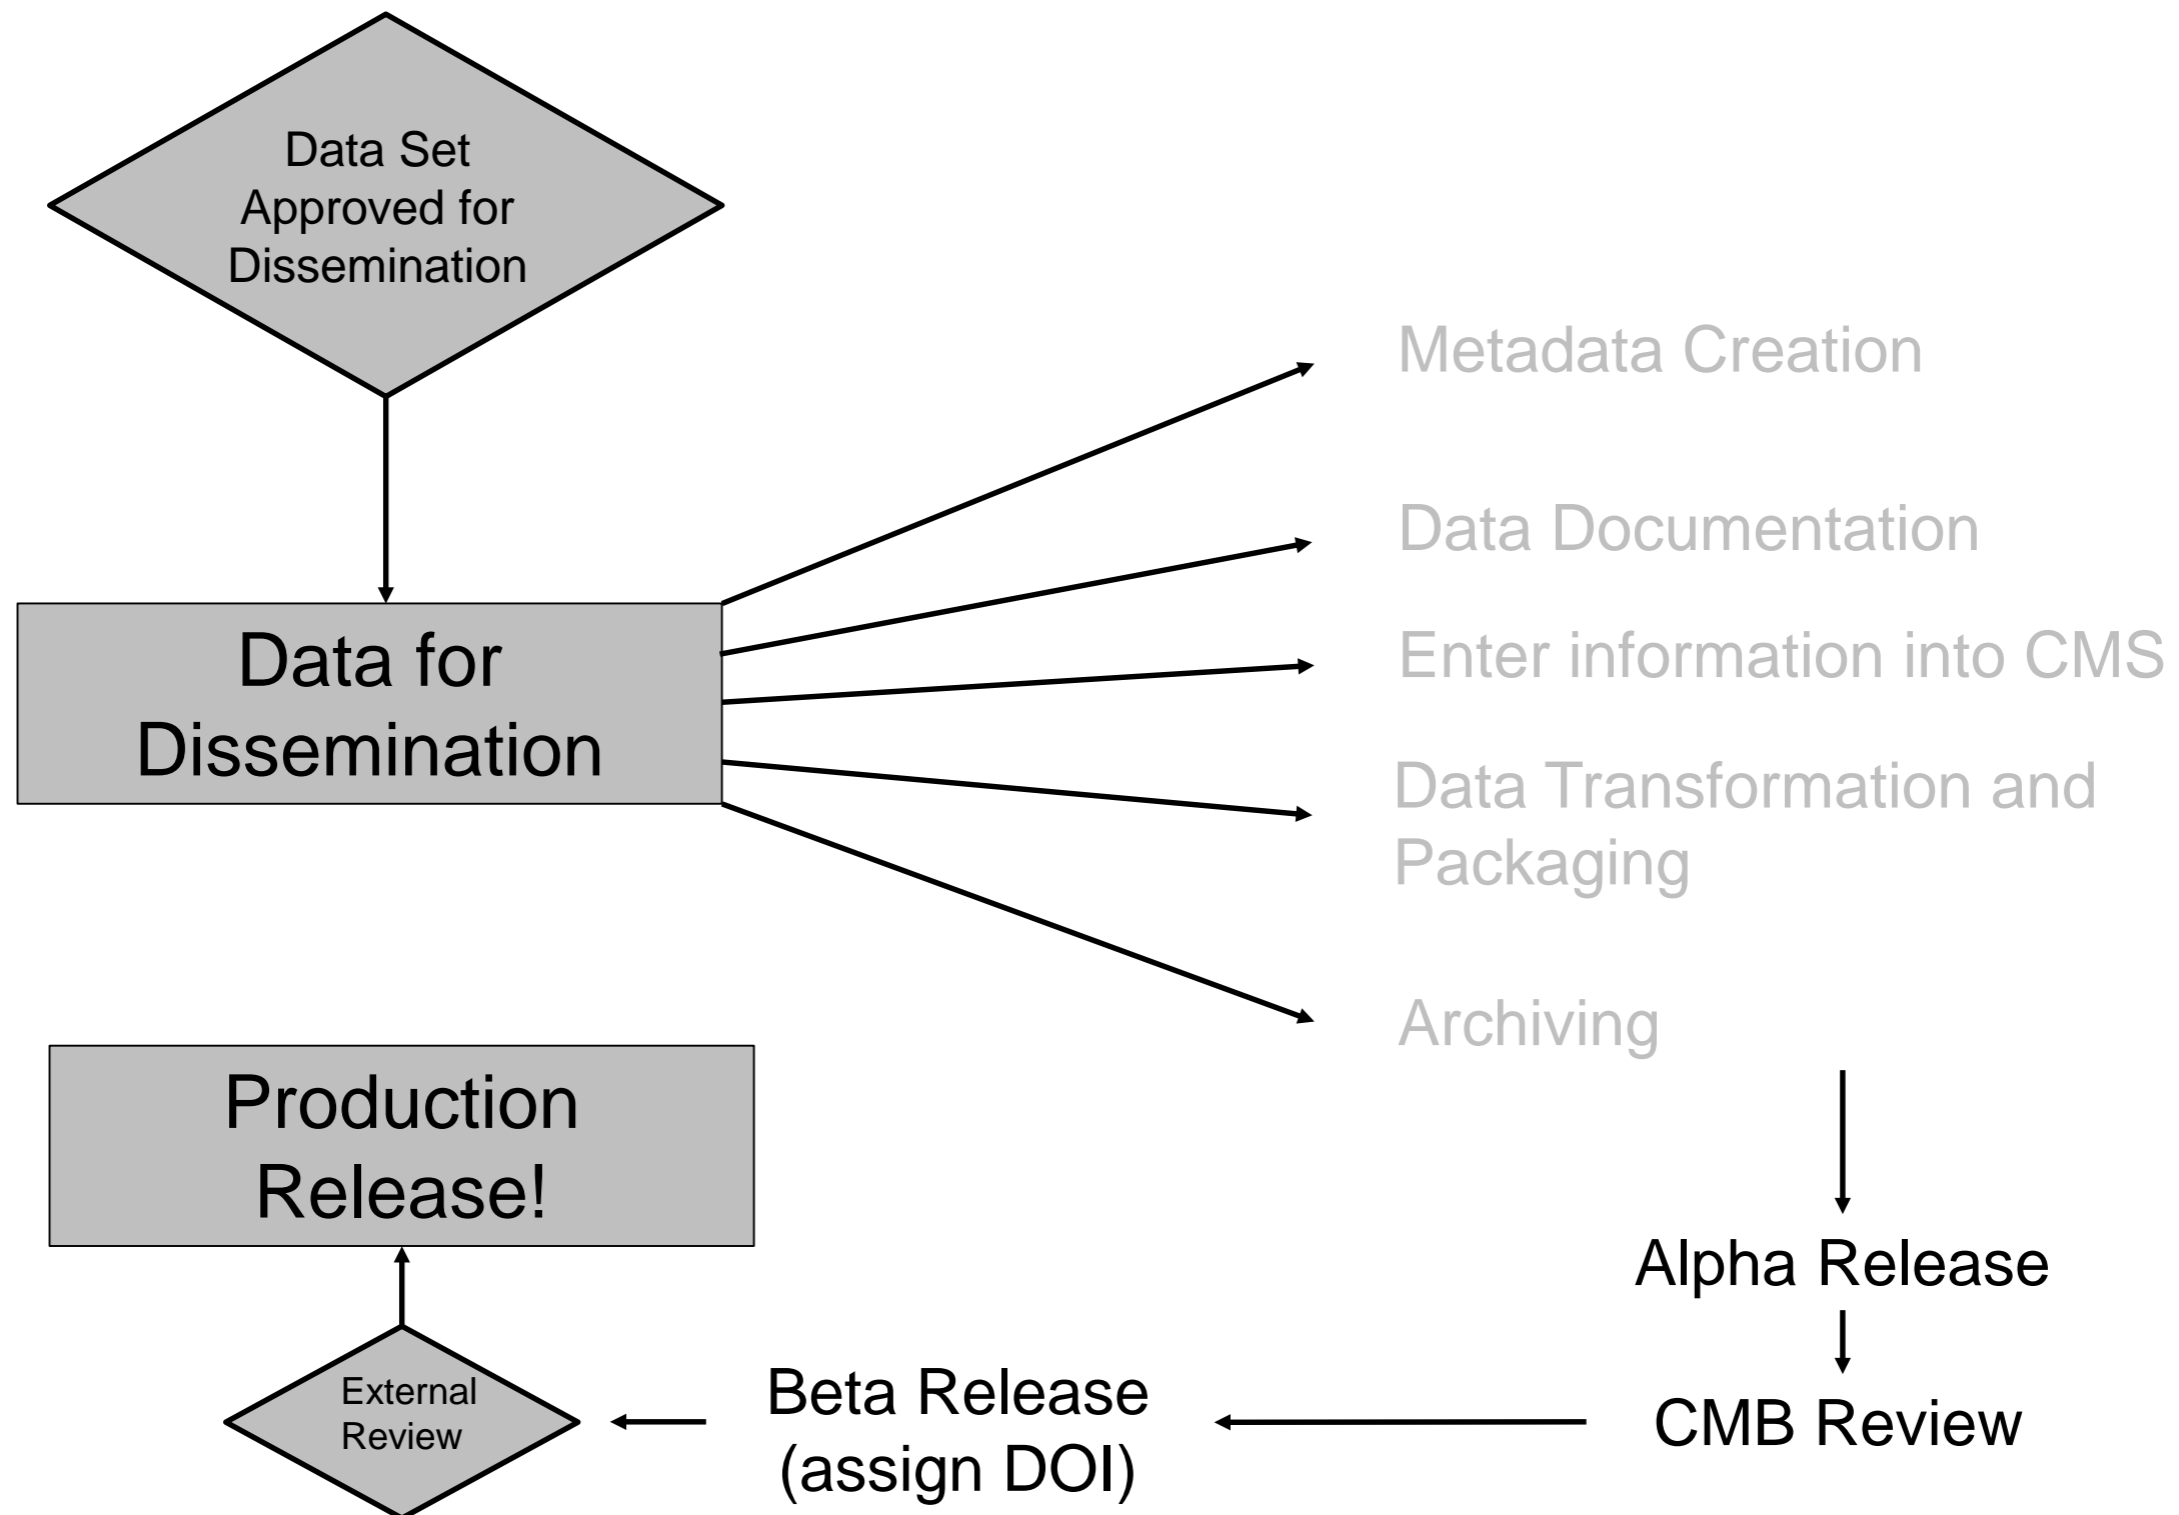 Data Set
Approved for
Dissemination
Metadata Creation
Data Documentation
Data for
Dissemination
Enter information into CMS
Data Transformation and
Packaging
Archiving
Production
Release!
Alpha Release
CMB Review
Beta Release
(assign DOI)
External
Review